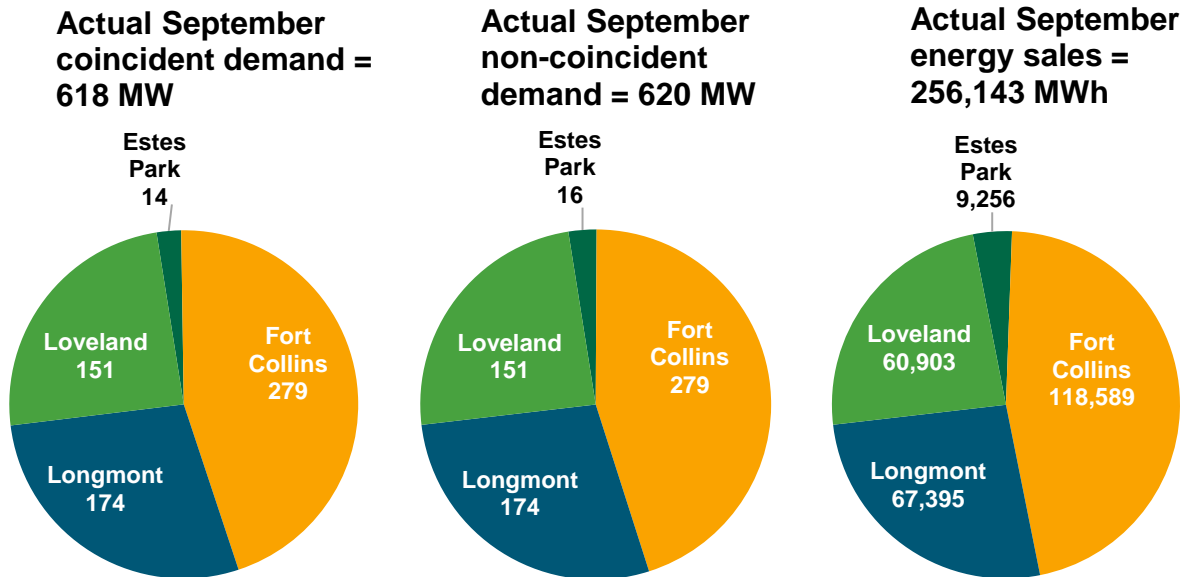 Actual September
coincident demand =
618 MW
Estes
Park
14
Loveland
151
Fort
Collins
279
Longmont
174
Actual September
non-coincident
demand = 620 MW
Estes
Park
16
Loveland
151
Fort
Collins
279
Longmont
174
Actual September
energy sales =
256,143 MWh
Estes
Park
9,256
Loveland
60,903
Fort
Collins
118,589
Longmont
67,395